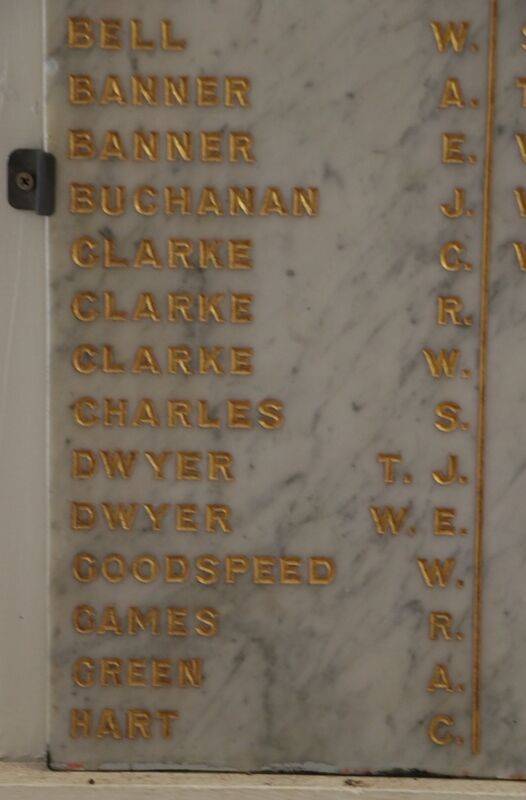 BELL W.
BANNER A.
BANNER E.
BUCHANAN J.
CLARKE C.
CLARKE R.
CLARKE W.
CHARLES S.
DWYER T. J.
DWYER W. E.
GOODSPEED W.
GAMES R.
GREEN A.
HART C.